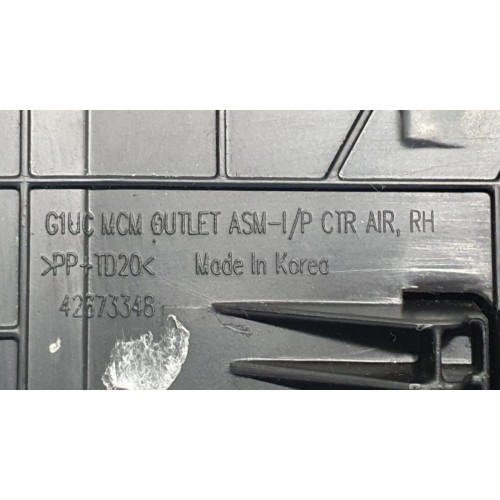 G1UC MCM OUTLET ASM-I/P CTR AIR, RH
>PP-TD20< Made In Korea
42673348